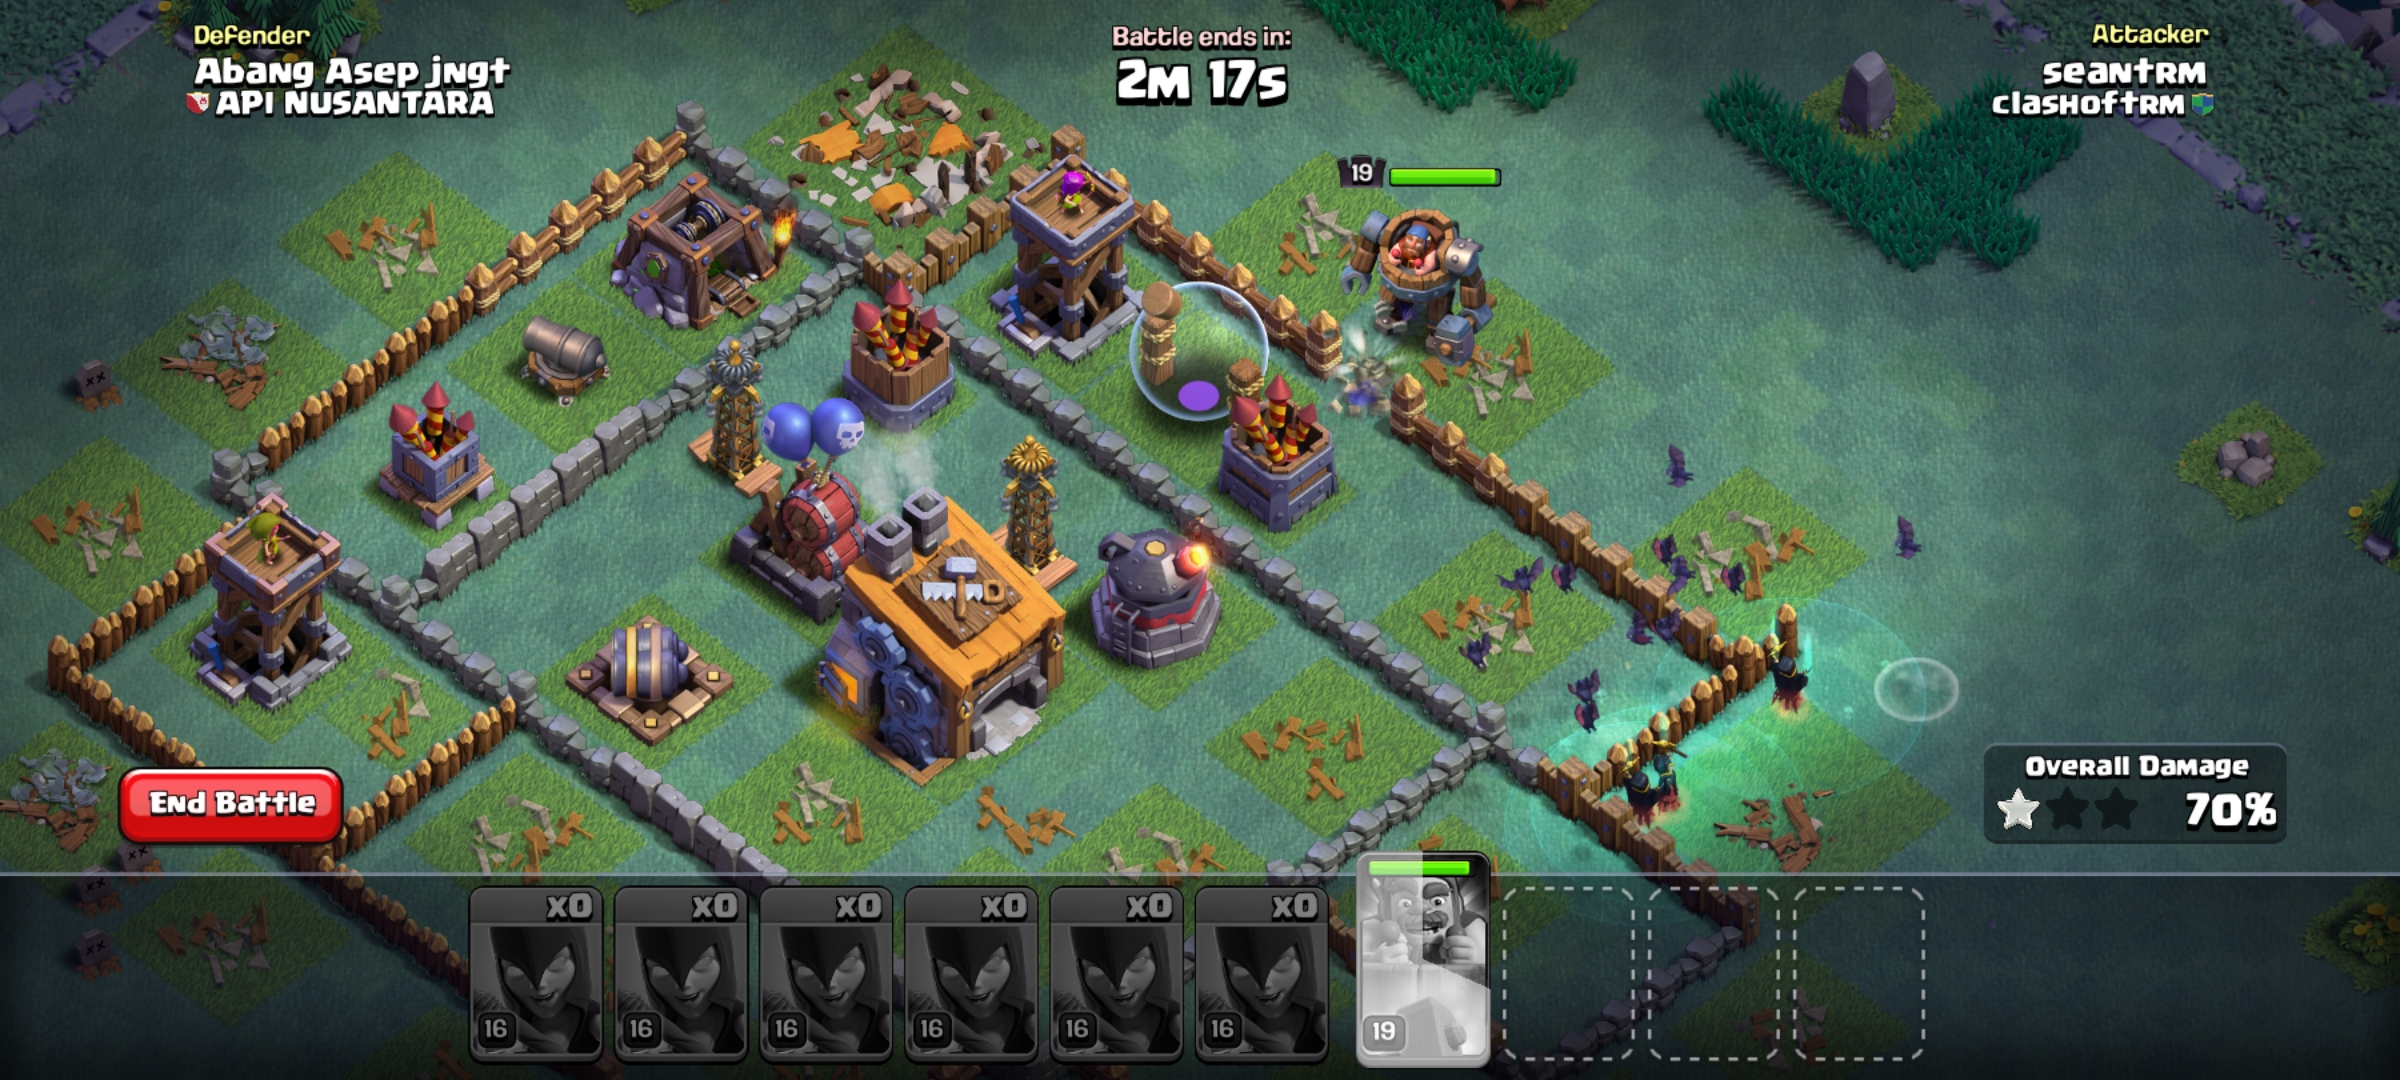 Defender
Abang Asep jngt
API NUSANTARA
Battle ends in:
2M 17s
Attacker
seantRM
clashoftRM
19
End Battle
Overall Damage
70%
x0
x0
x0
x0
x0
x0
16
16
16
16
16
16
19